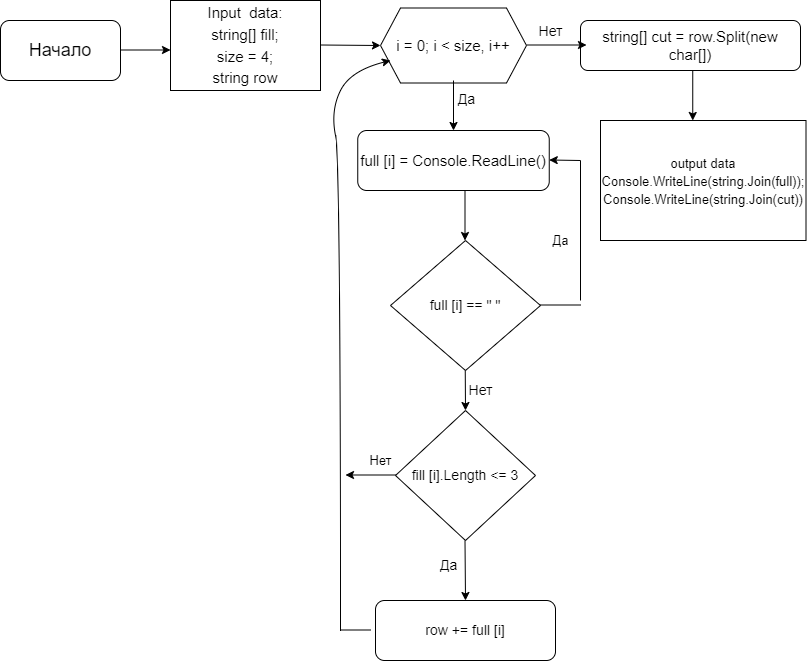 Начало
Input data:
string[] fill;
size = 4;
string row
i = 0; i < size, i++
Нет
string[] cut = row.Split(new
char[])
Да
full [i] = Console.ReadLine()
output data
Console.WriteLine(string.Join(full));
Console.WriteLine(string.Join(cut))
Да
full [i] == " "
Нет
Нет
fill [i].Length <= 3
Да
row += full [i]